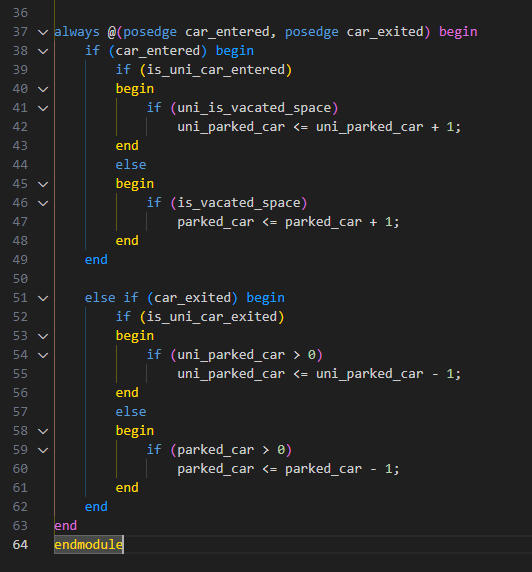 36
37 always @(posedge car_entered, posedge car_exited) begin
38 if (car_entered) begin
39 if (is_uni_car_entered)
40 begin
41 if (uni_is_vacated_space)
42 uni_parked_car <= uni_parked_car + 1;
43 end
44 else
45 begin
46 if (is_vacated_space)
47 parked_car <= parked_car + 1;
48 end
49 end
50
51 else if (car_exited) begin
52 if (is_uni_car_exited)
53 begin
54 if (uni_parked_car > 0)
55 uni_parked_car <= uni_parked_car - 1;
56 end
57 else
58 begin
59 if (parked_car > 0)
60 parked_car <= parked_car - 1;
61 end
62 end
63 end
64 endmodule